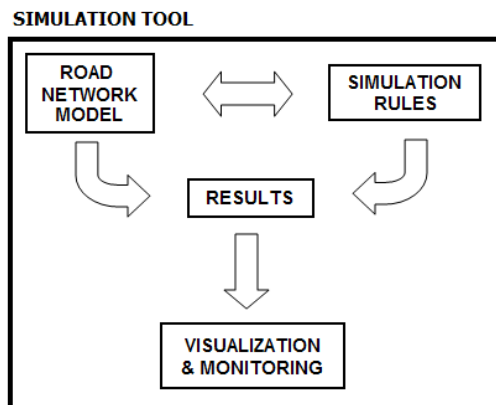 SIMULATION TOOL
ROAD
NETWORK
MODEL
SIMULATION
RULES
RESULTS
VISUALIZATION
& MONITORING